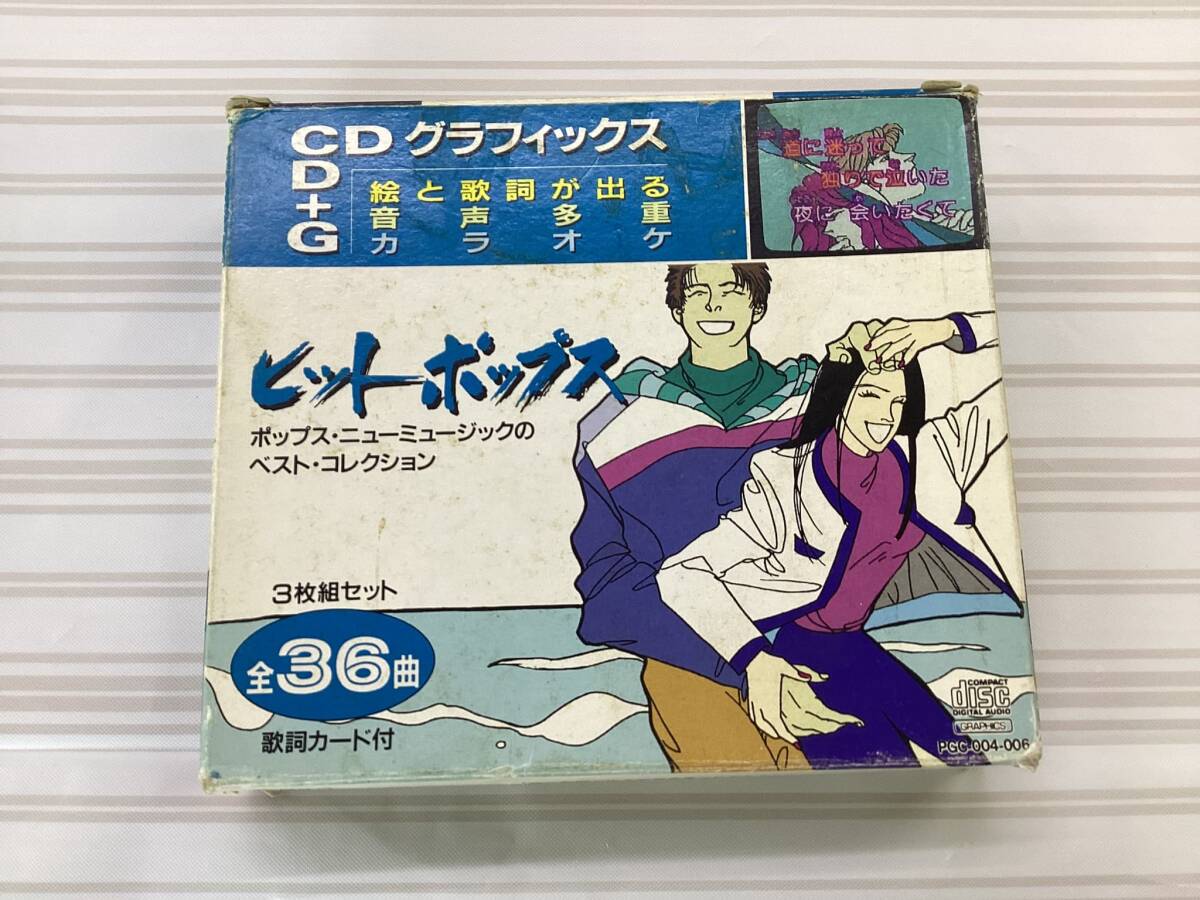 CD グラフィックス
CD+G
絵と歌詞が出る
音声多重
カラオケ
道に迷って
独りで泣いた
夜に 会いたくて
ヒットポップス
ポップス・ニューミュージックの
ベスト・コレクション
3枚組セット
全36曲
歌詞カード付
COMPACT
disc
DIGITAL AUDIO
GRAPHICS
PGC-004-006